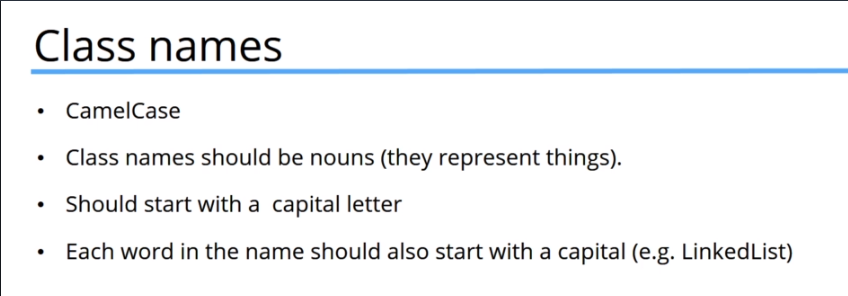 Class names
• CamelCase
• Class names should be nouns (they represent things).
• Should start with a  capital letter
• Each word in the name should also start with a capital (e.g. LinkedList)